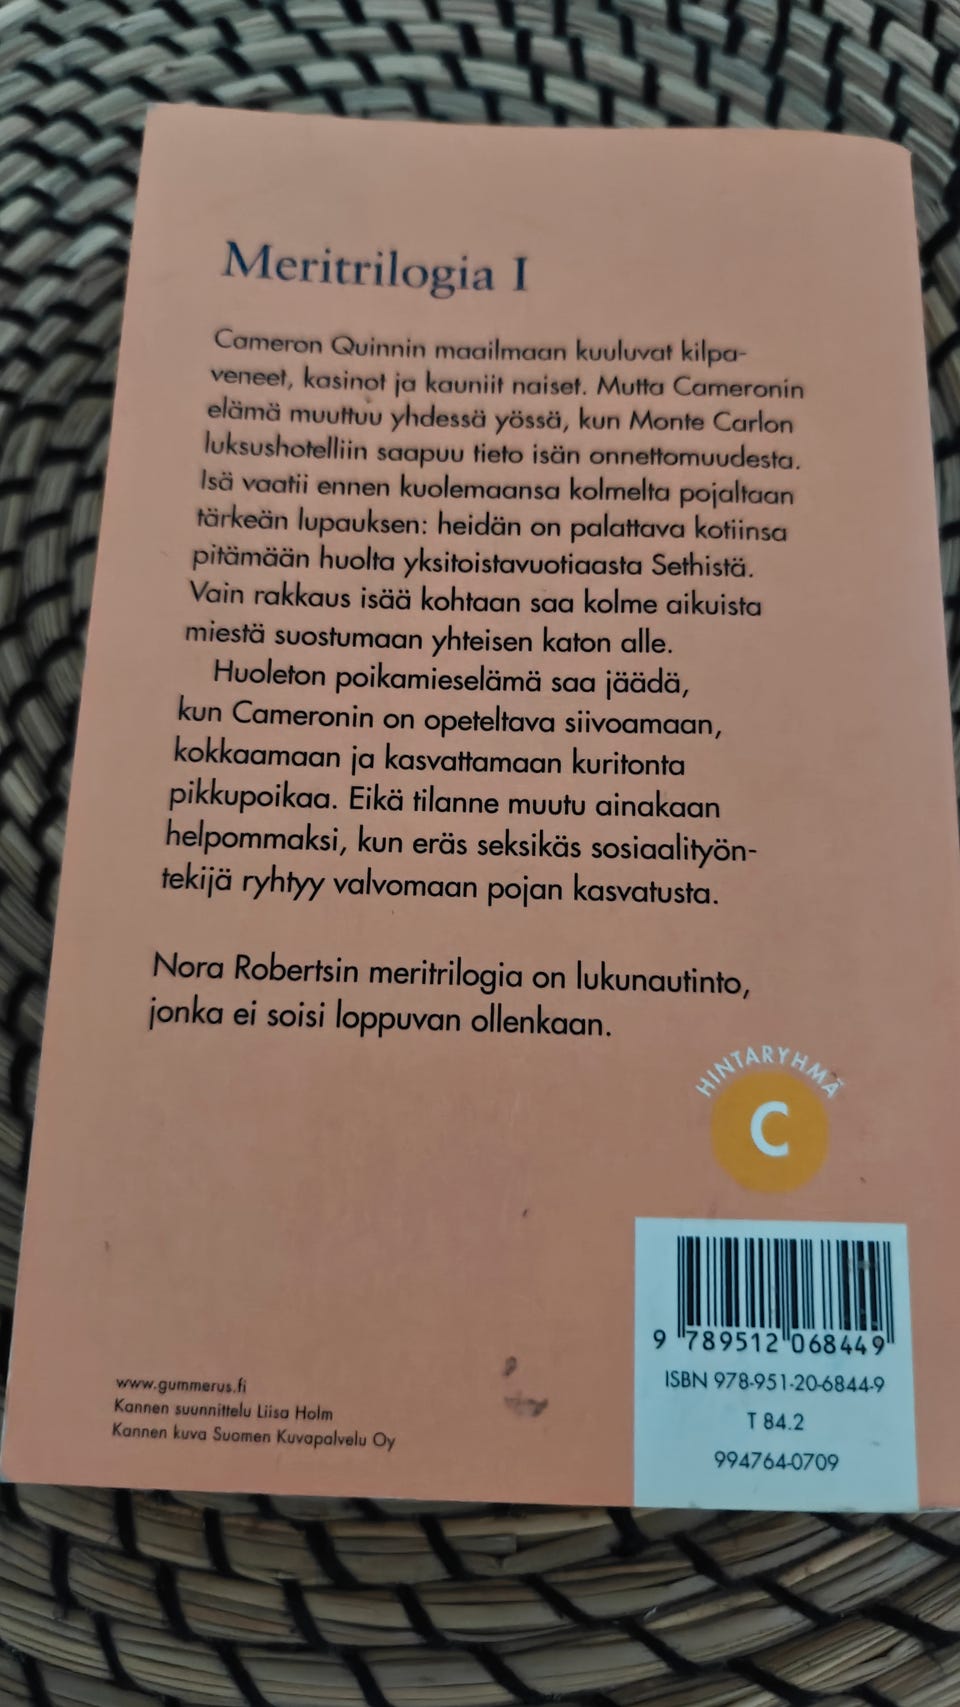 Meritrilogia I
Cameron Quinnin maailmaan kuuluvat kilpa-
veneet, kasinot ja kauniit naiset. Mutta Cameronin
elämä muuttuu yhdessä yössä, kun Monte Carlon
luksushotelliin saapuu tieto isän onnettomuudesta.
Isä vaatii ennen kuolemaansa kolmelta pojaltaan
tärkeän lupauksen: heidän on palattava kotiinsa
pitämään huolta yksitoistavuotiaasta Sethistä.
Vain rakkaus isää kohtaan saa kolme aikuista
miestä suostumaan yhteisen katon alle.
Huoleton poikamieselämä saa jäädä,
kun Cameronin on opeteltava siivoamaan,
kokkaamaan ja kasvattamaan kuritonta
pikkupoikaa. Eikä tilanne muutu ainakaan
helpommaksi, kun eräs seksikäs sosiaalityön-
tekijä ryhtyy valvomaan pojan kasvatusta.
Nora Robertsin meritrilogia on lukunautinto,
jonka ei soisi loppuvan ollenkaan.
HINTARYHMÄ
C
9 789512 068449
ISBN 978-951-20-6844-9
T 84.2
994764-0709
www.gummerus.fi
Kannen suunnittelu Liisa Holm
Kannen kuva Suomen Kuvapalvelu Oy